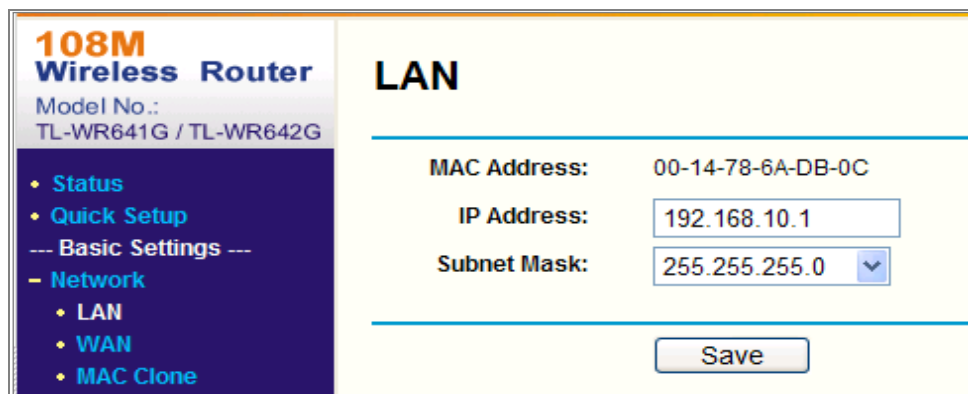 108M
Wireless Router
Model No.:
TL-WR641G / TL-WR642G
• Status
• Quick Setup
--- Basic Settings ---
– Network
• LAN
• WAN
• MAC Clone
LAN
MAC Address: 00-14-78-6A-DB-0C
IP Address: 192.168.10.1
Subnet Mask: 255.255.255.0
Save